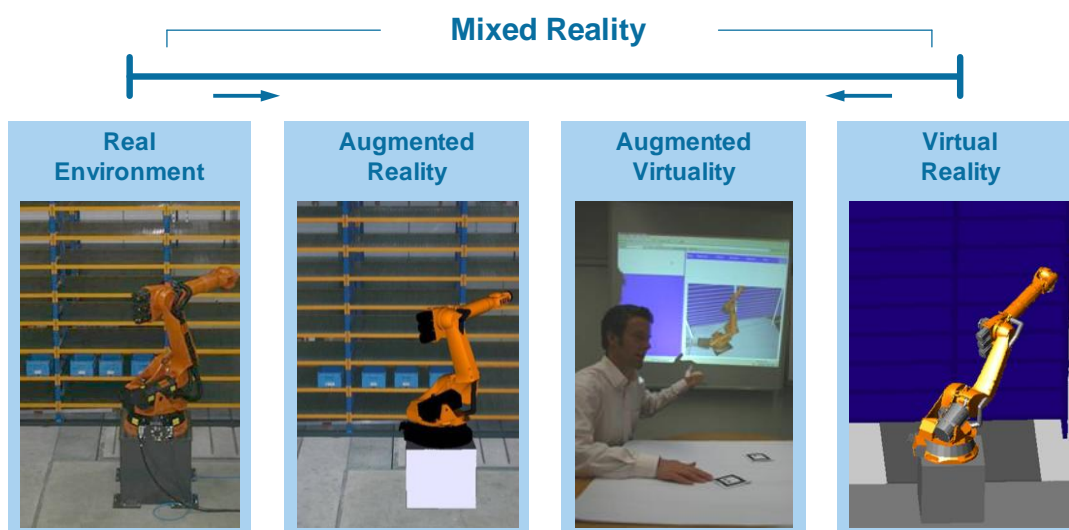 Mixed Reality
Real
Environment
Augmented
Reality
Augmented
Virtuality
Virtual
Reality